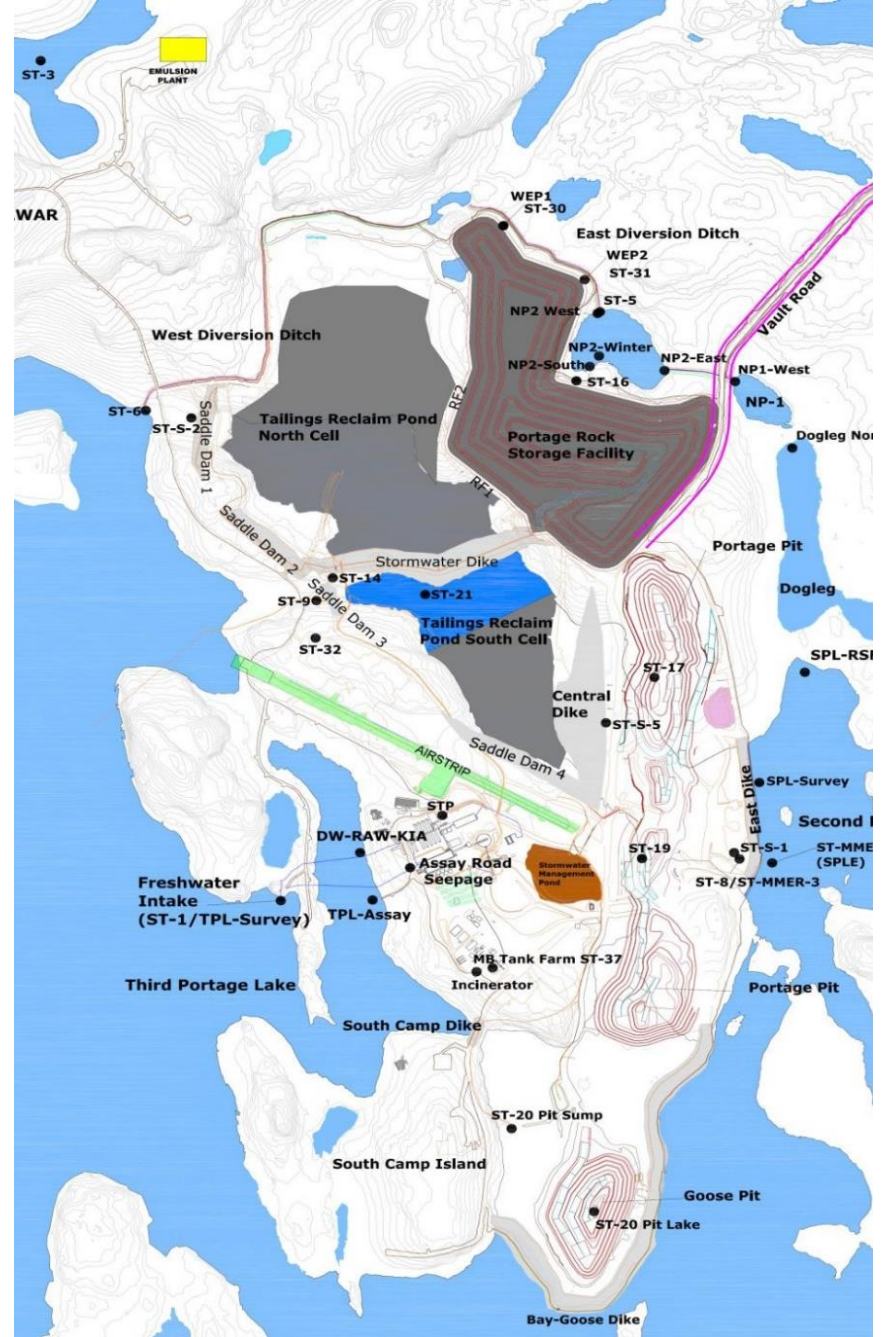 ST-3
EMULSION
PLANT
WAR
WEP1
ST-30
East Diversion Ditch
WEP2
ST-31
ST-5
NP2 West
West Diversion Ditch
NP2-Winter
NP2-East
NP2-South
NP1-West
ST-16
NP-1
Vault Road
ST-6
ST-S-2
Saddle Dam 1
Tailings Reclaim Pond
North Cell
RF2
RF1
Portage Rock
Storage Facility
Dogleg Nor
Saddle Dam 2
Portage Pit
Stormwater Dike
ST-14
ST-9
Saddle Dam 3
ST-21
Dogleg
Tailings Reclaim
Pond South Cell
ST-32
ST-17
Central
Dike
ST-S-5
Saddle Dam 4
AIRSTRIP
East Dike
SPL-Survey
STP
DW-RAW-KIA
Second
ST-19
ST-S-1
ST-MME
(SPLE)
ST-8/ST-MMER-3
Assay Road
Seepage
Stormwater
Management
Pond
Freshwater
Intake
(ST-1/TPL-Survey)
TPL-Assay
MB Tank Farm ST-37
Incinerator
Third Portage Lake
Portage Pit
South Camp Dike
ST-20 Pit Sump
South Camp Island
Goose Pit
ST-20 Pit Lake
Bay-Goose Dike